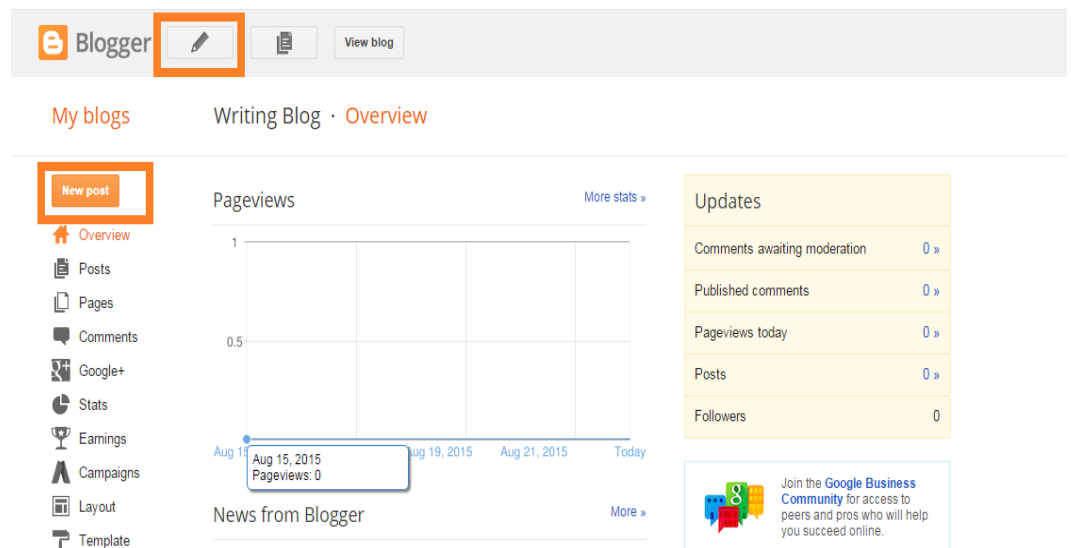 Blogger
View blog
My blogs
Writing Blog · Overview
New post
Overview
Posts
Pages
Comments
Google+
Stats
Earnings
Campaigns
Layout
Template
Pageviews
More stats »
1
0.5
Aug 15
Aug 19, 2015
Aug 21, 2015
Today
Aug 15, 2015
Pageviews: 0
News from Blogger
More »
Updates
Comments awaiting moderation 0 »
Published comments 0 »
Pageviews today 0 »
Posts 0 »
Followers 0
8
Join the Google Business
Community for access to
peers and pros who will help
you succeed online.